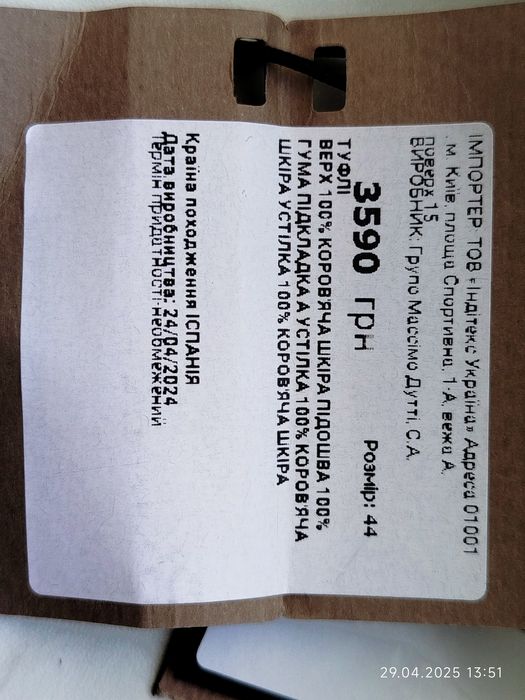 ІМПОРТЕР: ТОВ «Індітекс Україна» Адреса 01001
м. Київ, площа Спортивна, 1-А, вежа А,
поверх 15
ВИРОБНИК: Групо Массімо Дутті, С.А.
3590 грн Розмір: 44
ТУФЛІ
ВЕРХ 100% КОРОВ'ЯЧА ШКІРА ПІДОШВА 100%
ГУМА ПІДКЛАДКА А УСТІЛКА 100% КОРОВ'ЯЧА
ШКІРА УСТІЛКА 100% КОРОВ'ЯЧА ШКІРА
Країна походження ІСПАНІЯ
Дата виробництва: 24/04/2024
Термін придатності-необмежений
29.04.2025 13:51